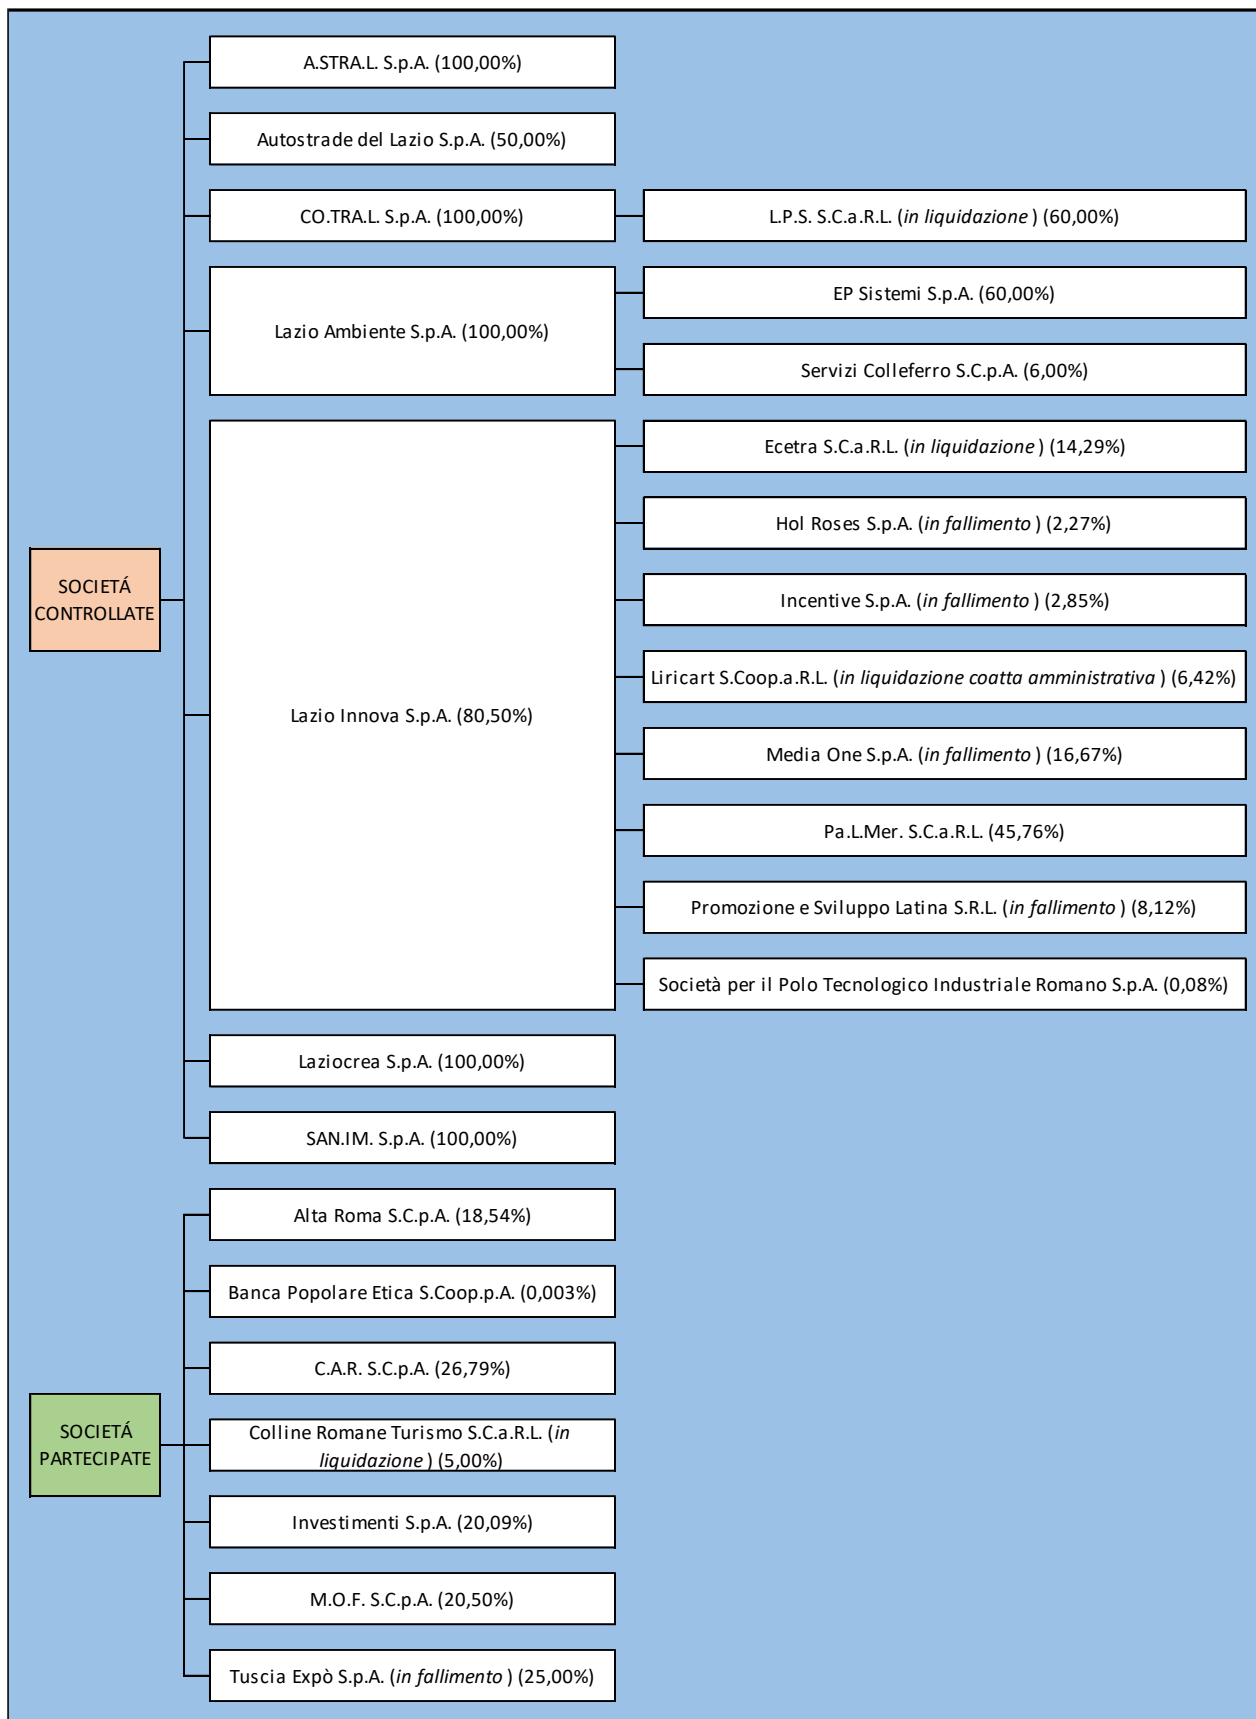 A.STRA.L. S.p.A. (100,00%)
Autostrade del Lazio S.p.A. (50,00%)
CO.TRA.L. S.p.A. (100,00%)
L.P.S. S.C.a.R.L. (in liquidazione ) (60,00%)
Lazio Ambiente S.p.A. (100,00%)
EP Sistemi S.p.A. (60,00%)
Servizi Colleferro S.C.p.A. (6,00%)
SOCIETÁ
CONTROLLATE
Lazio Innova S.p.A. (80,50%)
Ecetra S.C.a.R.L. (in liquidazione ) (14,29%)
Hol Roses S.p.A. (in fallimento ) (2,27%)
Incentive S.p.A. (in fallimento ) (2,85%)
Liricart S.Coop.a.R.L. (in liquidazione coatta amministrativa ) (6,42%)
Media One S.p.A. (in fallimento ) (16,67%)
Pa.L.Mer. S.C.a.R.L. (45,76%)
Promozione e Sviluppo Latina S.R.L. (in fallimento ) (8,12%)
Società per il Polo Tecnologico Industriale Romano S.p.A. (0,08%)
Laziocrea S.p.A. (100,00%)
SAN.IM. S.p.A. (100,00%)
Alta Roma S.C.p.A. (18,54%)
Banca Popolare Etica S.Coop.p.A. (0,003%)
C.A.R. S.C.p.A. (26,79%)
SOCIETÁ
PARTECIPATE
Colline Romane Turismo S.C.a.R.L. (in
liquidazione ) (5,00%)
Investimenti S.p.A. (20,09%)
M.O.F. S.C.p.A. (20,50%)
Tuscia Expò S.p.A. (in fallimento ) (25,00%)